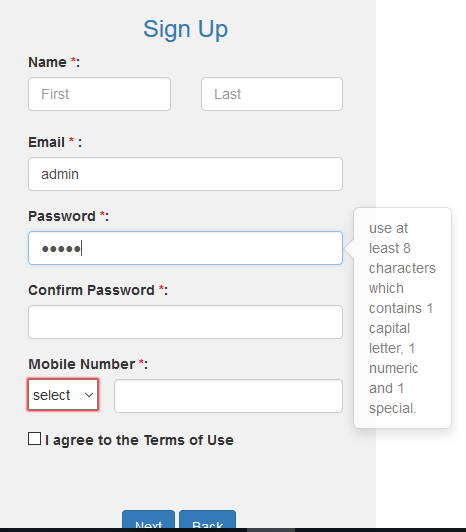 Sign Up
Name *:
First Last
Email * :
admin
Password *:
●●●●●
use at
least 8
characters
which
contains 1
capital
letter, 1
numeric
and 1
special.
Confirm Password *:
Mobile Number *:
select
I agree to the Terms of Use
Next Back